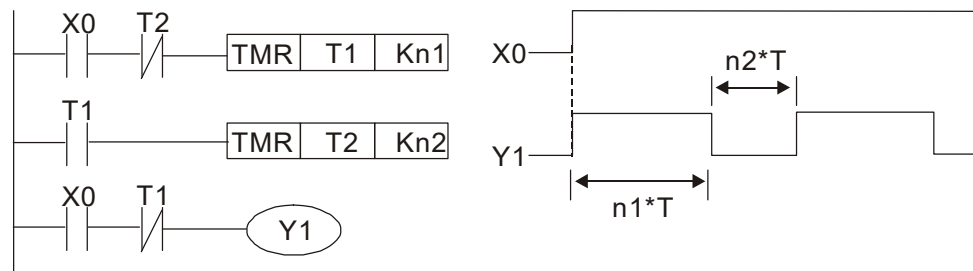 X0 T2
TMR T1 Kn1
T1
TMR T2 Kn2
X0 T1
Y1
X0
n2*T
Y1
n1*T